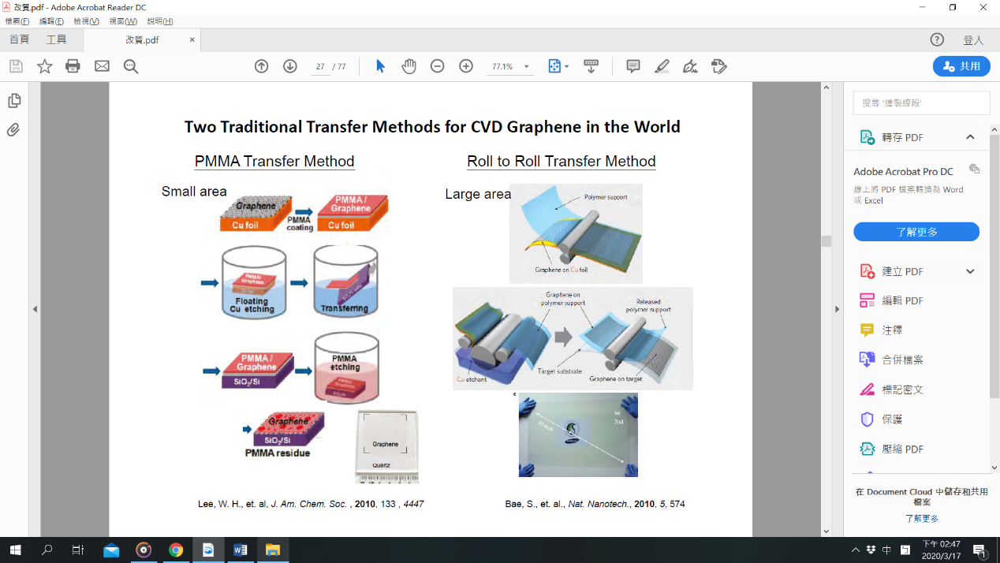 改質.pdf - Adobe Acrobat Reader DC
檔案(F) 編輯(E) 檢視(V) 視窗(W) 說明(H)
首頁 工具 改質.pdf × 登入
27 / 77 77.1% 共用
Two Traditional Transfer Methods for CVD Graphene in the World
PMMA Transfer Method
Small area
Graphene
Cu foil
PMMA
coating
PMMA /
Graphene
Cu foil
PMMA/
Graphene
Floating
Cu etching
Transferring
PMMA /
Graphene
SiO₂/Si
PMMA
etching
Graphene
SiO₂/Si
PMMA residue
Graphene
Quartz
Lee, W. H., et. al, J. Am. Chem. Soc. , 2010, 133 , 4447
Roll to Roll Transfer Method
Large area
Polymer support
Graphene on Cu foil
Graphene on
polymer support
Released
polymer support
Target substrate
Cu etchant
Graphene on target
c
30 inch
1st
2nd
Bae, S., et. al., Nat. Nanotech., 2010, 5, 574
搜尋 '繪製線段'
轉存 PDF
Adobe Acrobat Pro DC
線上將 PDF 檔案轉換為 Word
或 Excel
了解更多
建立 PDF
編輯 PDF
注釋
合併檔案
標記密文
保護
壓縮 PDF
在 Document Cloud 中儲存和共用
檔案
了解更多
中
下午 02:47
2020/3/17
1